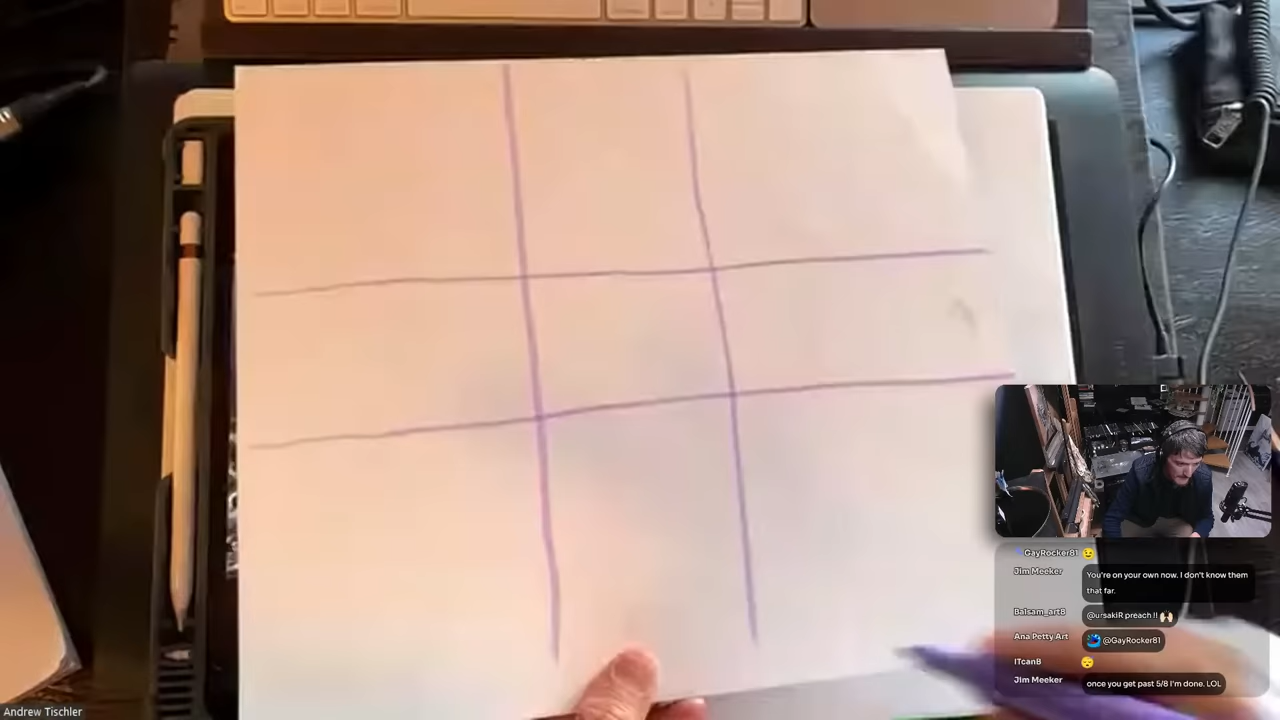 GayRocker81 😉
Jim Meeker
You're on your own now. I don't know them
that far.
Balsam_art8
@ursakiR preach !! 🙌🏻
Ana Petty Art
@GayRocker81
ITcanB
😌
Jim Meeker
once you get past 5/8 I'm done. LOL
Andrew Tischler